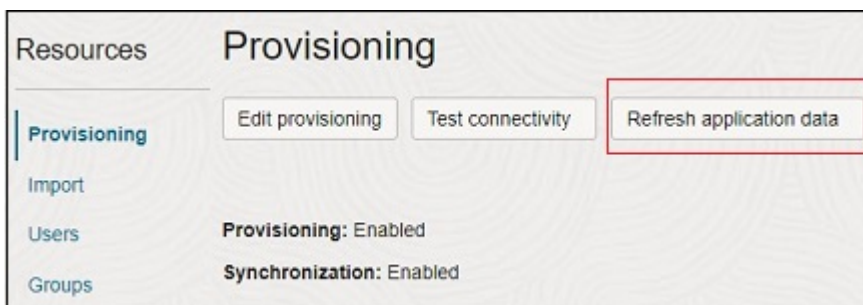 Resources
Provisioning
Import
Users
Groups
Provisioning
Edit provisioning Test connectivity Refresh application data
Provisioning: Enabled
Synchronization: Enabled